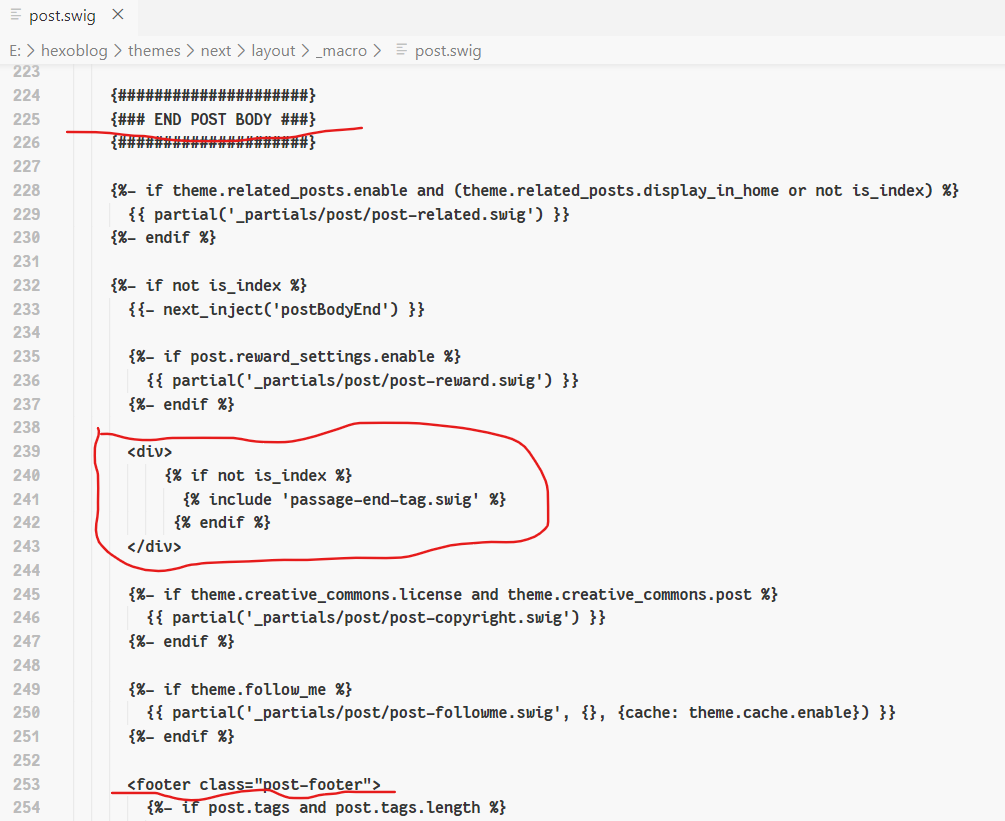 post.swig
E: > hexoblog > themes > next > layout > _macro > post.swig
223
224 {#####################}
225 {### END POST BODY ###}
226 {#####################}
227
228 {%- if theme.related_posts.enable and (theme.related_posts.display_in_home or not is_index) %}
229 {{ partial('_partials/post/post-related.swig') }}
230 {%- endif %}
231
232 {%- if not is_index %}
233 {{- next_inject('postBodyEnd') }}
234
235 {%- if post.reward_settings.enable %}
236 {{ partial('_partials/post/post-reward.swig') }}
237 {%- endif %}
238
239 <div>
240 {% if not is_index %}
241 {% include 'passage-end-tag.swig' %}
242 {% endif %}
243 </div>
244
245 {%- if theme.creative_commons.license and theme.creative_commons.post %}
246 {{ partial('_partials/post/post-copyright.swig') }}
247 {%- endif %}
248
249 {%- if theme.follow_me %}
250 {{ partial('_partials/post/post-followme.swig', {}, {cache: theme.cache.enable}) }}
251 {%- endif %}
252
253 <footer class="post-footer">
254 {%- if post.tags and post.tags.length %}